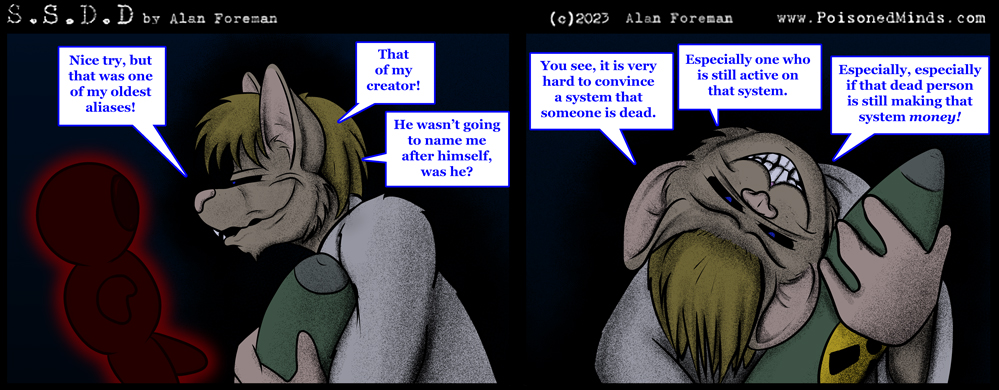 S.S.D.D by Alan Foreman
(c)2023 Alan Foreman
www.PoisonedMinds.com
Nice try, but
that was one
of my oldest
aliases!
That
of my
creator!
He wasn't going
to name me
after himself,
was he?
You see, it is very
hard to convince
a system that
someone is dead.
Especially one who
is still active on
that system.
Especially, especially
if that dead person
is still making that
system money!